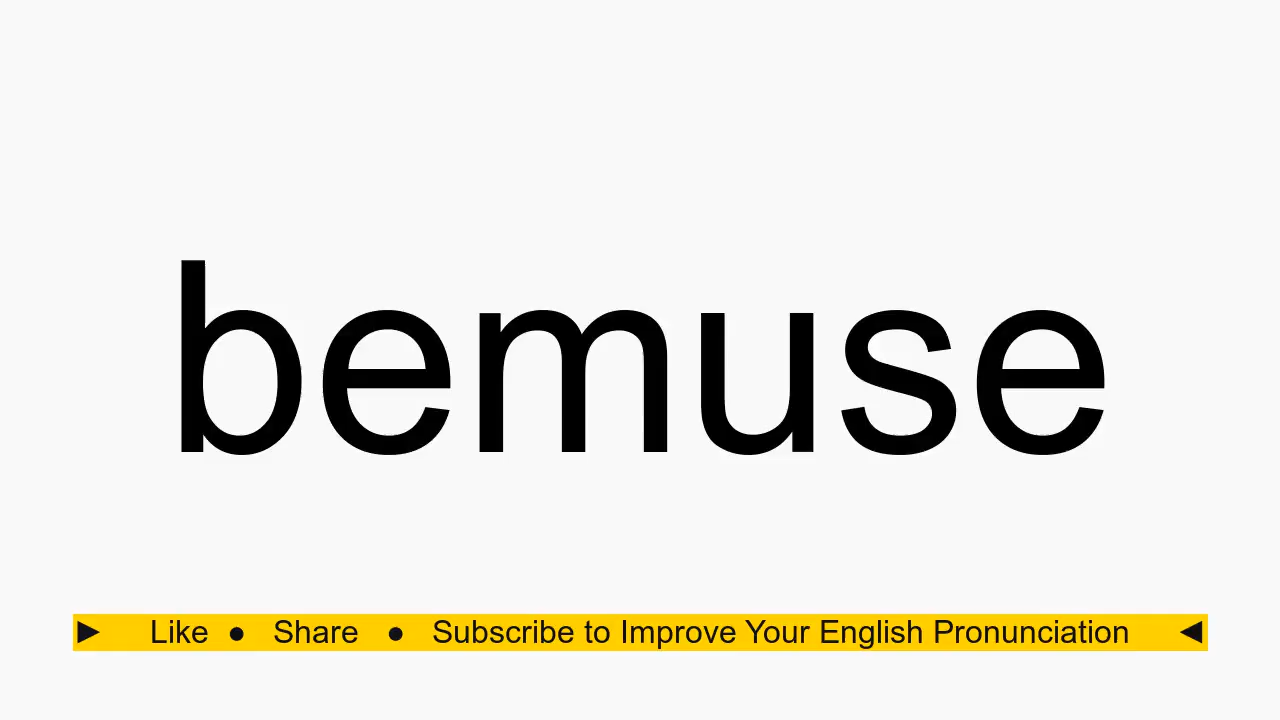 bemuse
► Like ● Share ● Subscribe to Improve Your English Pronunciation ◄